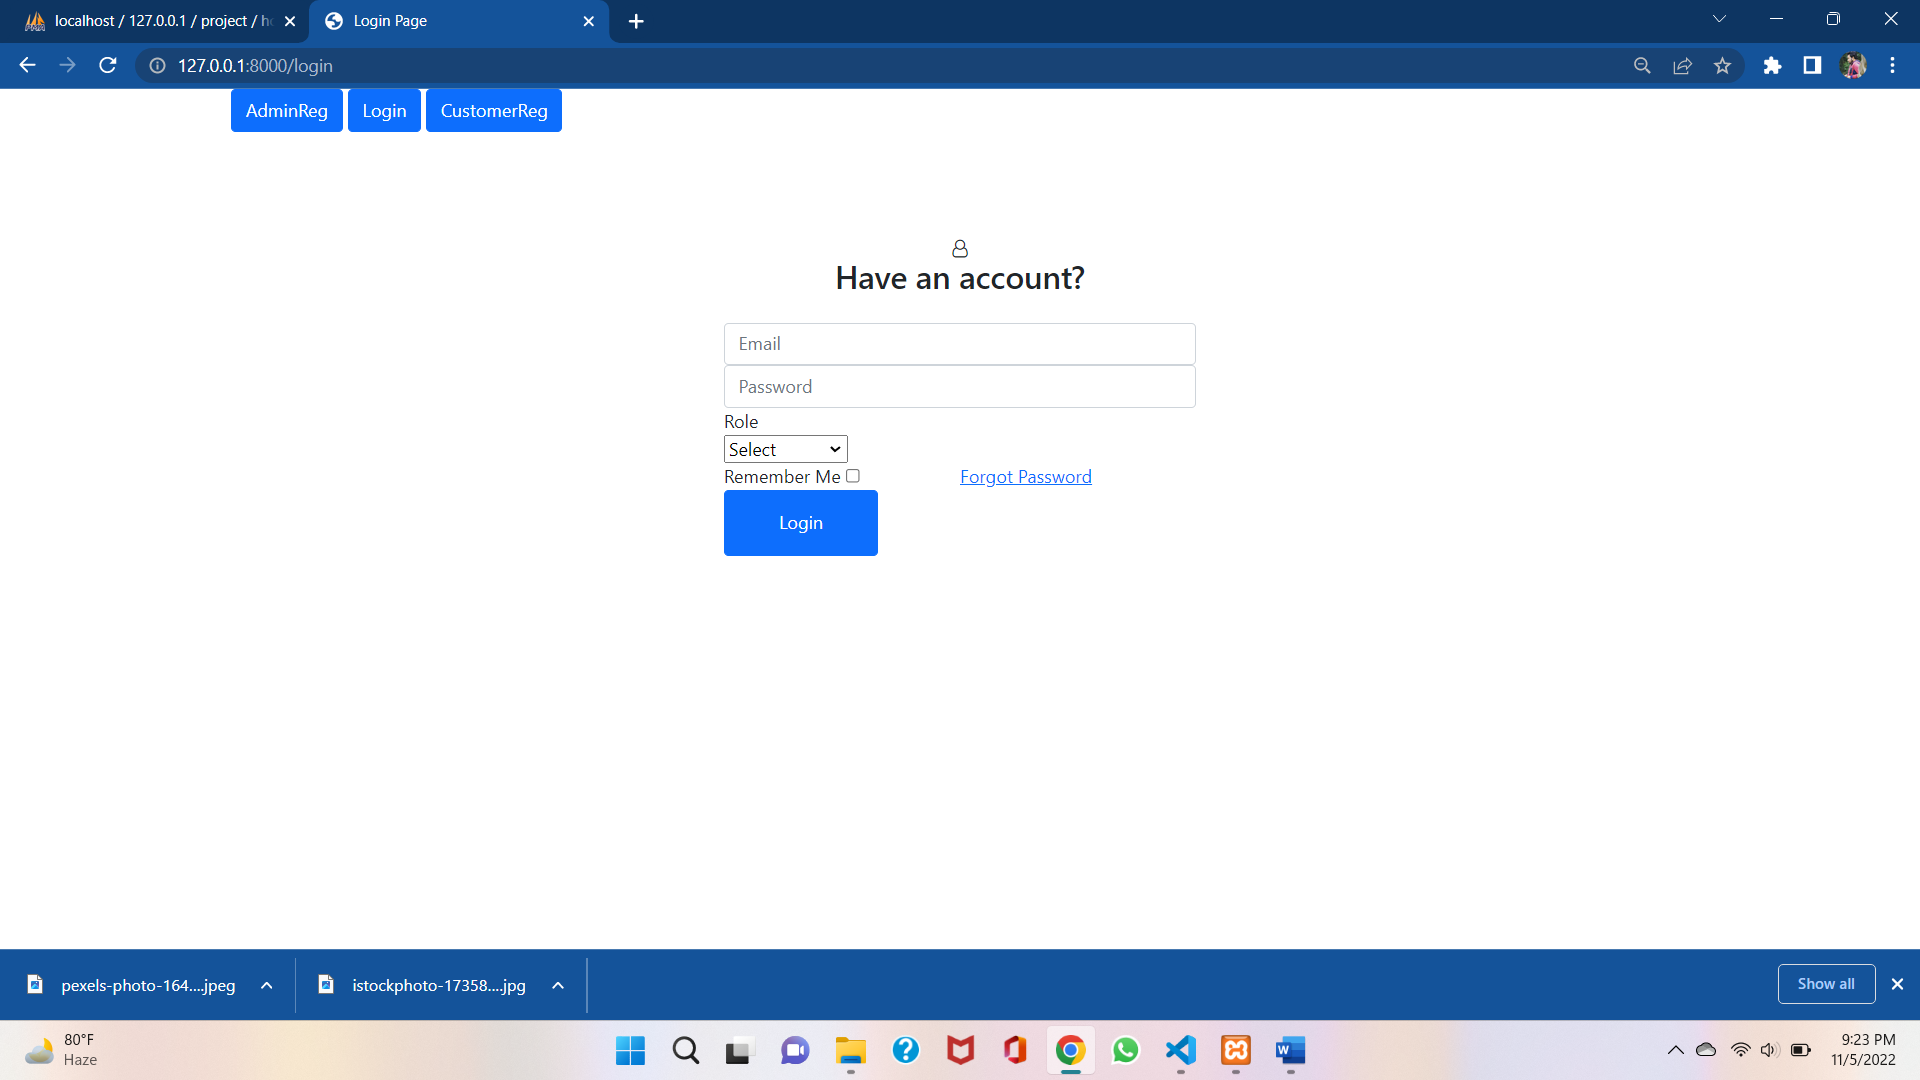 localhost / 127.0.0.1 / project / h
Login Page
127.0.0.1:8000/login
AdminReg
Login
CustomerReg
Have an account?
Email
Password
Role
Select
Remember Me
Forgot Password
Login
pexels-photo-164....jpeg
istockphoto-17358....jpg
Show all
80°F
Haze
9:23 PM
11/5/2022